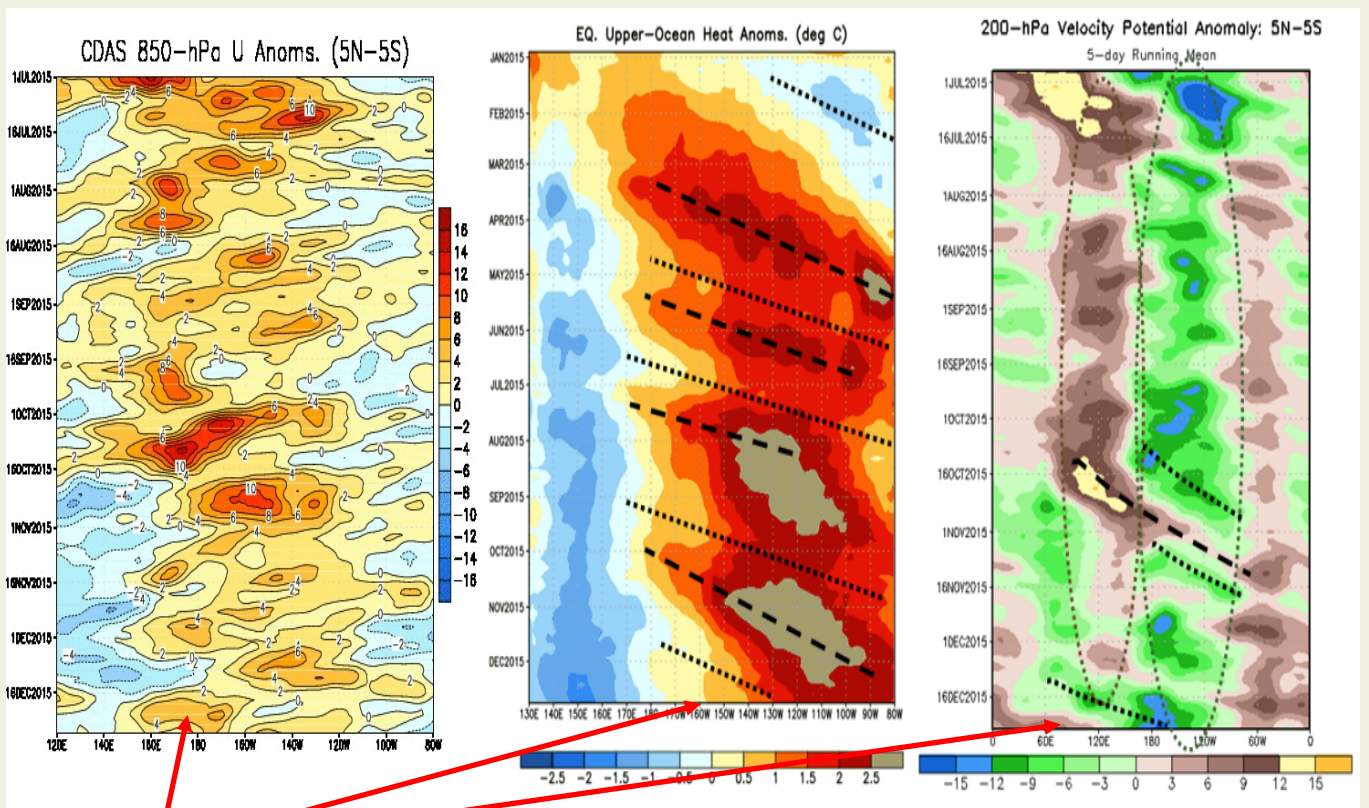 CDAS 850-hPa U Anoms. (5N-5S)
1JUL2015
16JUL2015
1AUG2015
16AUG2015
1SEP2015
16SEP2015
1OCT2015
16OCT2015
1NOV2015
16NOV2015
1DEC2015
16DEC2015
120E 140E 160E 180 160W 140W 120W 100W 80W
16
14
12
10
8
6
4
2
0
-2
-4
-6
-8
-10
-12
-14
-16
EQ. Upper-Ocean Heat Anoms. (deg C)
JAN2015
FEB2015
MAR2015
APR2015
MAY2015
JUN2015
JUL2015
AUG2015
SEP2015
OCT2015
NOV2015
DEC2015
130E 140E 150E 160E 170E 180 170W 160W 150W 140W 130W 120W 110W 100W 90W 80W
-2.5 -2 -1.5 -1 -0.5 0 0.5 1 1.5 2 2.5
200-hPa Velocity Potential Anomaly: 5N-5S
5-day Running Mean
1JUL2015
16JUL2015
1AUG2015
16AUG2015
1SEP2015
16SEP2015
1OCT2015
16OCT2015
1NOV2015
16NOV2015
1DEC2015
16DEC2015
0 60E 120E 180 120W 60W 0
-15 -12 -9 -6 -3 0 3 6 9 12 15